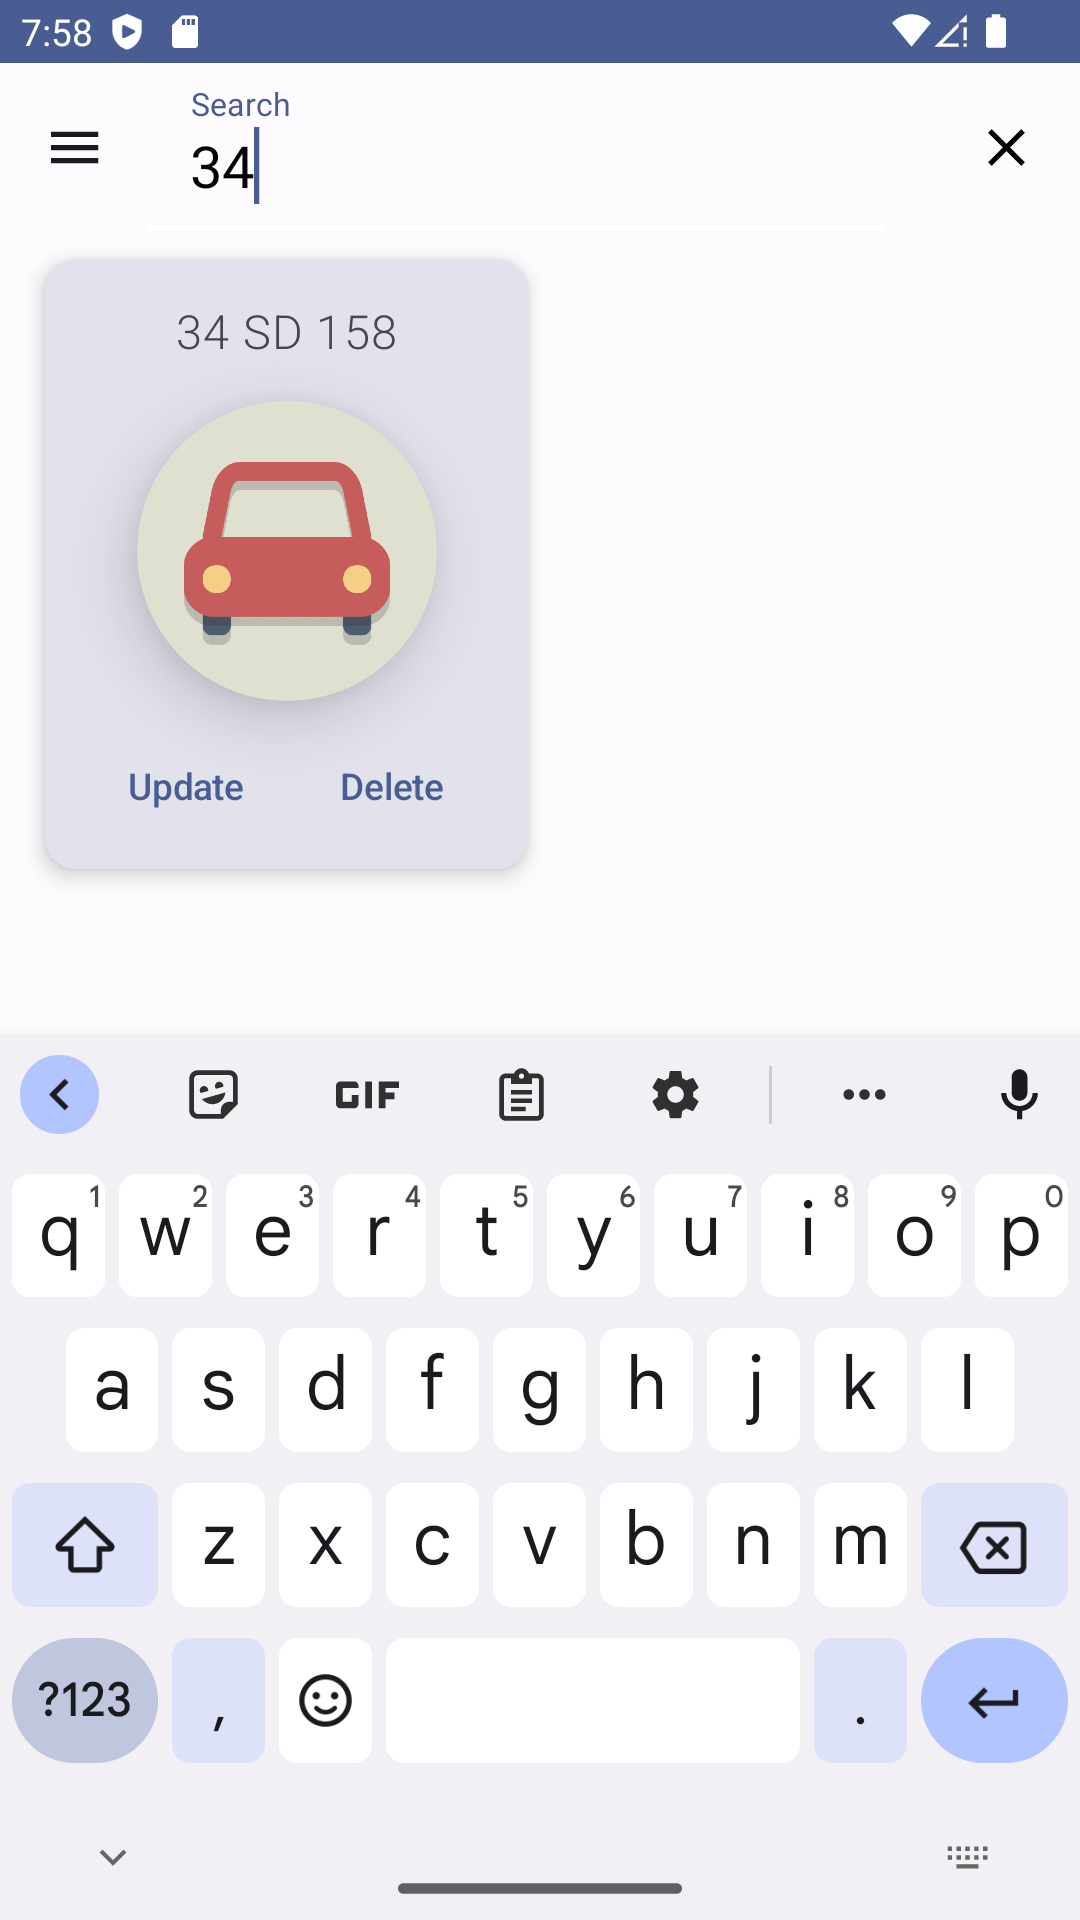 7:58
Search
34
34 SD 158
Update Delete
GIF
q1 w2 e3 r4 t5 y6 u7 i8 o9 p0
a s d f g h j k l
z x c v b n m
?123 , .